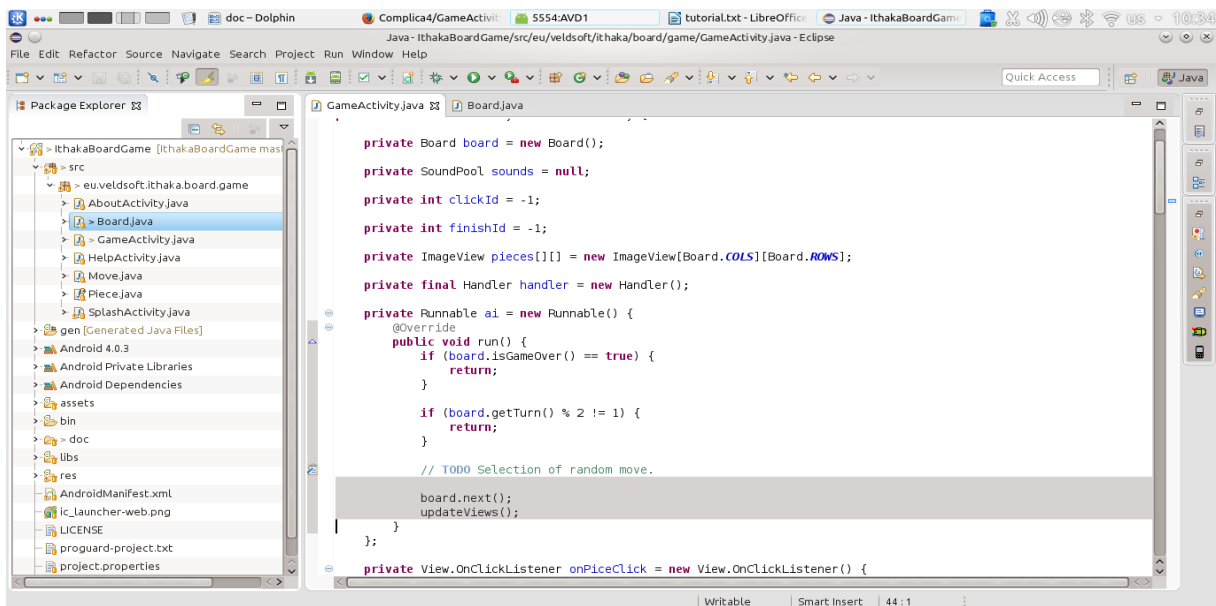 doc – Dolphin
Complica4/GameActivit
5554:AVD1
tutorial.txt - LibreOffice
Java - IthakaBoardGame
us
10:34
Java - IthakaBoardGame/src/eu/veldsoft/ithaka/board/game/GameActivity.java - Eclipse
File Edit Refactor Source Navigate Search Project Run Window Help
Quick Access
Java
Package Explorer
GameActivity.java
Board.java
> IthakaBoardGame [IthakaBoardGame mast
> src
> eu.veldsoft.ithaka.board.game
AboutActivity.java
> Board.java
> GameActivity.java
HelpActivity.java
Move.java
Piece.java
SplashActivity.java
gen [Generated Java Files]
Android 4.0.3
Android Private Libraries
Android Dependencies
assets
bin
> doc
libs
res
AndroidManifest.xml
ic_launcher-web.png
LICENSE
proguard-project.txt
project.properties
private Board board = new Board();
private SoundPool sounds = null;
private int clickId = -1;
private int finishId = -1;
private ImageView pieces[][] = new ImageView[Board.COLS][Board.ROWS];
private final Handler handler = new Handler();
private Runnable ai = new Runnable() {
@Override
public void run() {
if (board.isGameOver() == true) {
return;
}
if (board.getTurn() % 2 != 1) {
return;
}
// TODO Selection of random move.
board.next();
updateViews();
}
};
private View.OnClickListener onPiceClick = new View.OnClickListener() {
Writable
Smart Insert
44 : 1